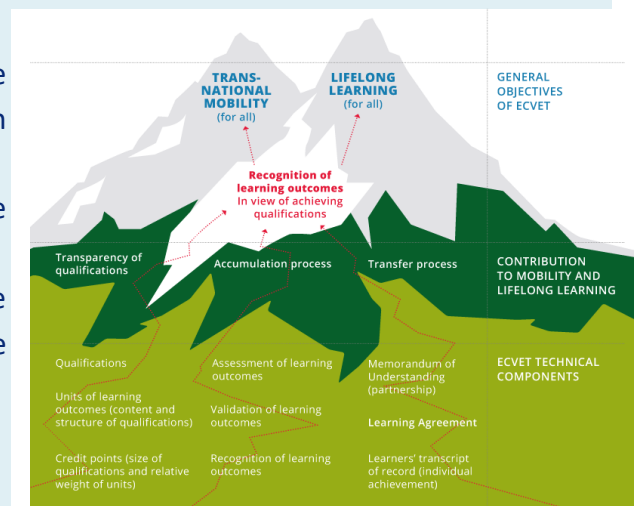 TRANS-
NATIONAL
MOBILITY
(for all)
LIFELONG
LEARNING
(for all)
GENERAL
OBJECTIVES
OF ECVET
Recognition of
learning outcomes
In view of achieving
qualifications
Transparency of
qualifications
Accumulation process
Transfer process
CONTRIBUTION
TO MOBILITY AND
LIFELONG LEARNING
Qualifications
Units of learning
outcomes (content and
structure of qualifications)
Credit points (size of
qualifications and relative
weight of units)
Assessment of learning
outcomes
Validation of learning
outcomes
Recognition of learning
outcomes
Memorandum of
Understanding
(partnership)
Learning Agreement
Learners' transcript
of record (individual
achievement)
ECVET TECHNICAL
COMPONENTS